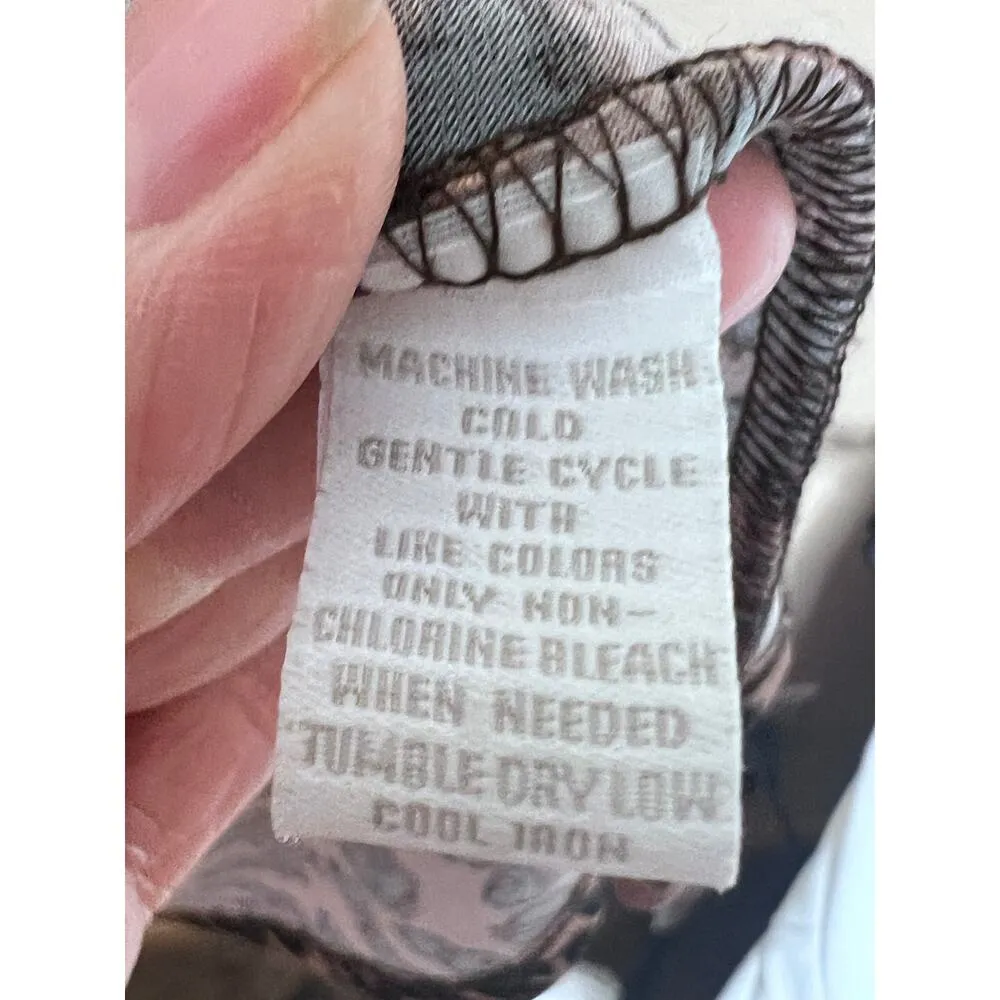 MACHINE WASH
COLD
GENTLE CYCLE
WITH
LIKE COLORS
ONLY NON-
CHLORINE BLEACH
WHEN NEEDED
TUMBLE DRY LOW
COOL IRON